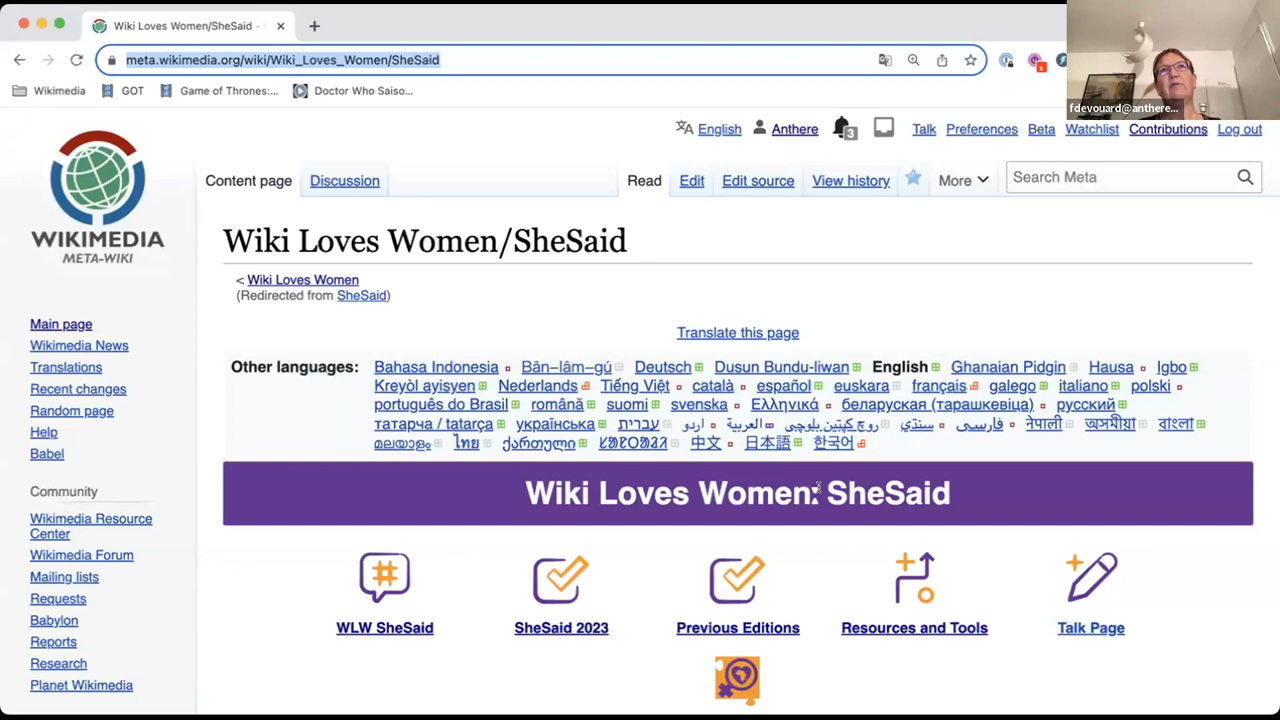 Wiki Loves Women/SheSaid -
meta.wikimedia.org/wiki/Wiki_Loves_Women/SheSaid
Wikimedia GOT Game of Thrones:... Doctor Who Saiso...
fdevouard@anthere...
English Anthere 3 Talk Preferences Beta Watchlist Contributions Log out
Content page Discussion Read Edit Edit source View history More Search Meta
WIKIMEDIA
META-WIKI
Wiki Loves Women/SheSaid
< Wiki Loves Women
(Redirected from SheSaid)
Translate this page
Other languages: Bahasa Indonesia Bân-lâm-gú Deutsch Dusun Bundu-liwan English Ghanaian Pidgin Hausa Igbo
Kreyòl ayisyen Nederlands Tiếng Việt català español euskara français galego italiano polski
português do Brasil română suomi svenska Ελληνικά беларуская (тарашкевіца) русский
татарча / tatarça українська עברית اردو العربية روچ کپتین بلوچی سنڌي فارسی नेपाली অসমীয়া বাংলা
മലയാളം ไทย ქართული 中文 日本語 한국어
Wiki Loves Women: SheSaid
WLW SheSaid SheSaid 2023 Previous Editions Resources and Tools Talk Page
Main page
Wikimedia News
Translations
Recent changes
Random page
Help
Babel
Community
Wikimedia Resource
Center
Wikimedia Forum
Mailing lists
Requests
Babylon
Reports
Research
Planet Wikimedia